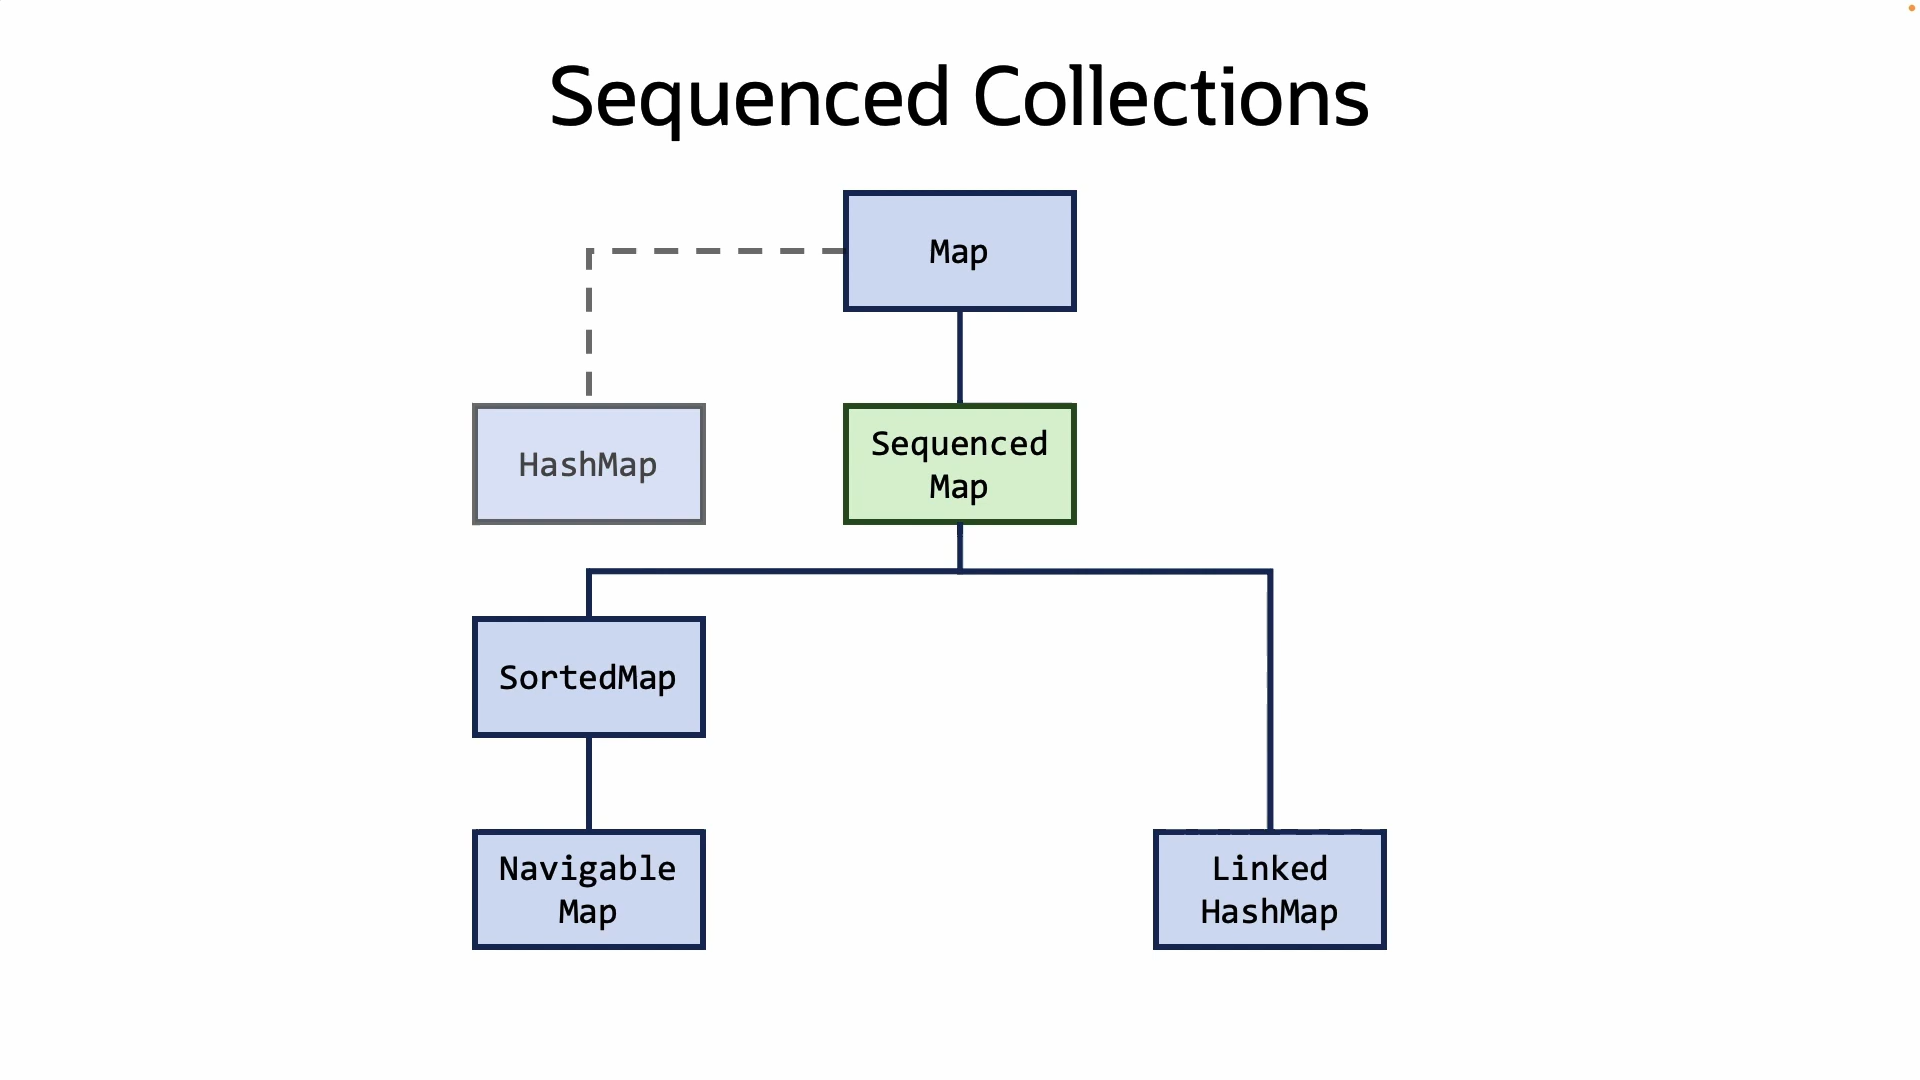 Sequenced Collections
Map
HashMap
Sequenced
Map
SortedMap
Navigable
Map
Linked
HashMap